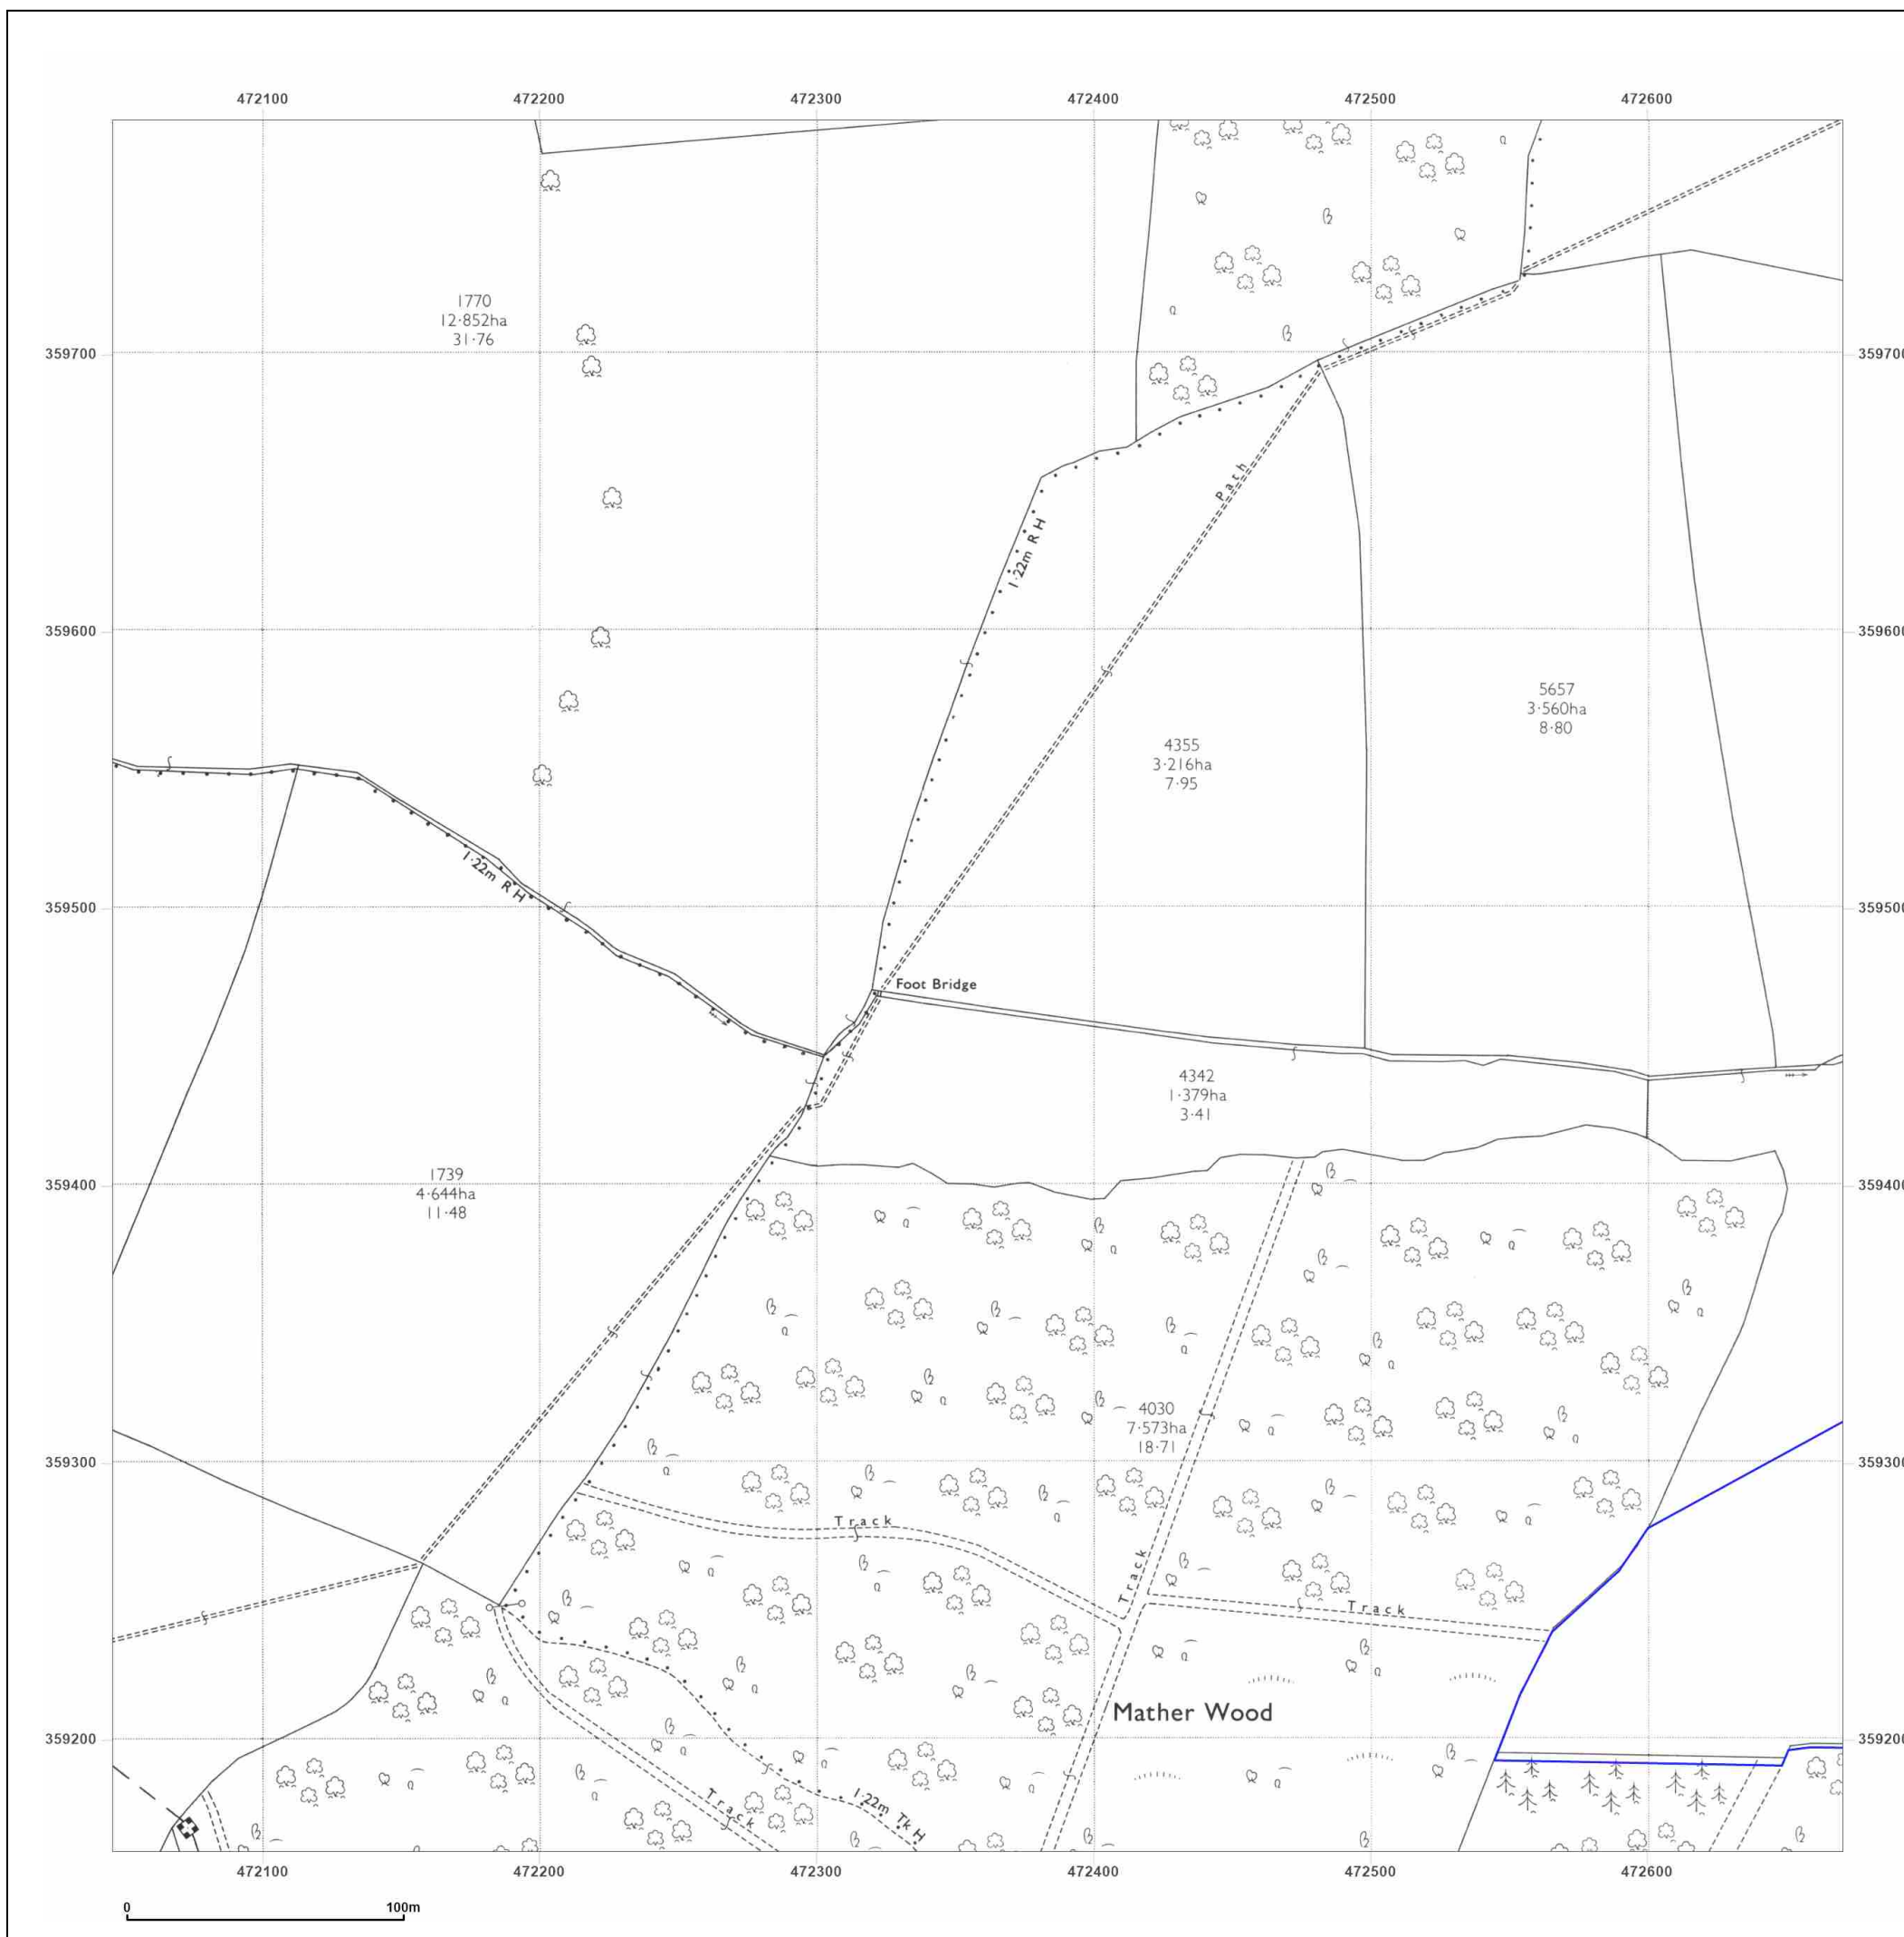 472100 472200 472300 472400 472500 472600
1770
12·852ha
31·76
359700
359700
Path
1·22m RH
359600
359600
5657
3·560ha
8·80
4355
3·216ha
7·95
1·22m RH
359500
359500
Foot Bridge
4342
1·379ha
3·41
1739
4·644ha
11·48
359400
359400
4030
7·573ha
18·71
359300
359300
Track
Track
Track
Mather Wood
359200
359200
Track
1·22m Tk H
472100 472200 472300 472400 472500 472600
0 100m